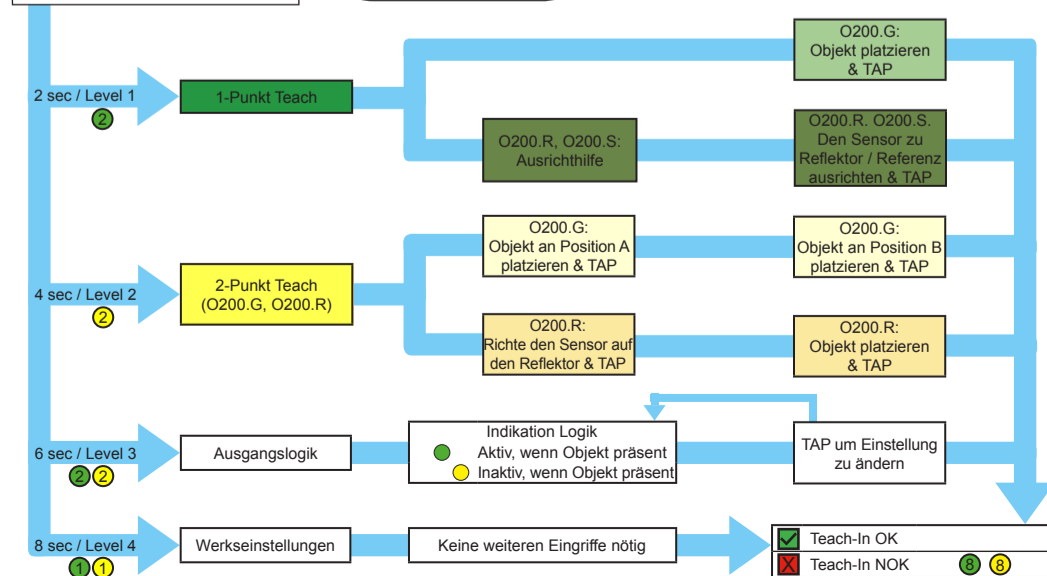 O200.G:
Objekt platzieren
& TAP
2 sec / Level 1
2
1-Punkt Teach
O200.R, O200.S:
Ausrichthilfe
O200.R. O200.S.
Den Sensor zu
Reflektor / Referenz
ausrichten & TAP
4 sec / Level 2
2
2-Punkt Teach
(O200.G, O200.R)
O200.G:
Objekt an Position A
platzieren & TAP
O200.G:
Objekt an Position B
platzieren & TAP
O200.R:
Richte den Sensor auf
den Reflektor & TAP
O200.R:
Objekt platzieren
& TAP
6 sec / Level 3
2 2
Ausgangslogik
Indikation Logik
Aktiv, wenn Objekt präsent
Inaktiv, wenn Objekt präsent
TAP um Einstellung
zu ändern
8 sec / Level 4
1 1
Werkseinstellungen
Keine weiteren Eingriffe nötig
Teach-In OK
Teach-In NOK 8 8